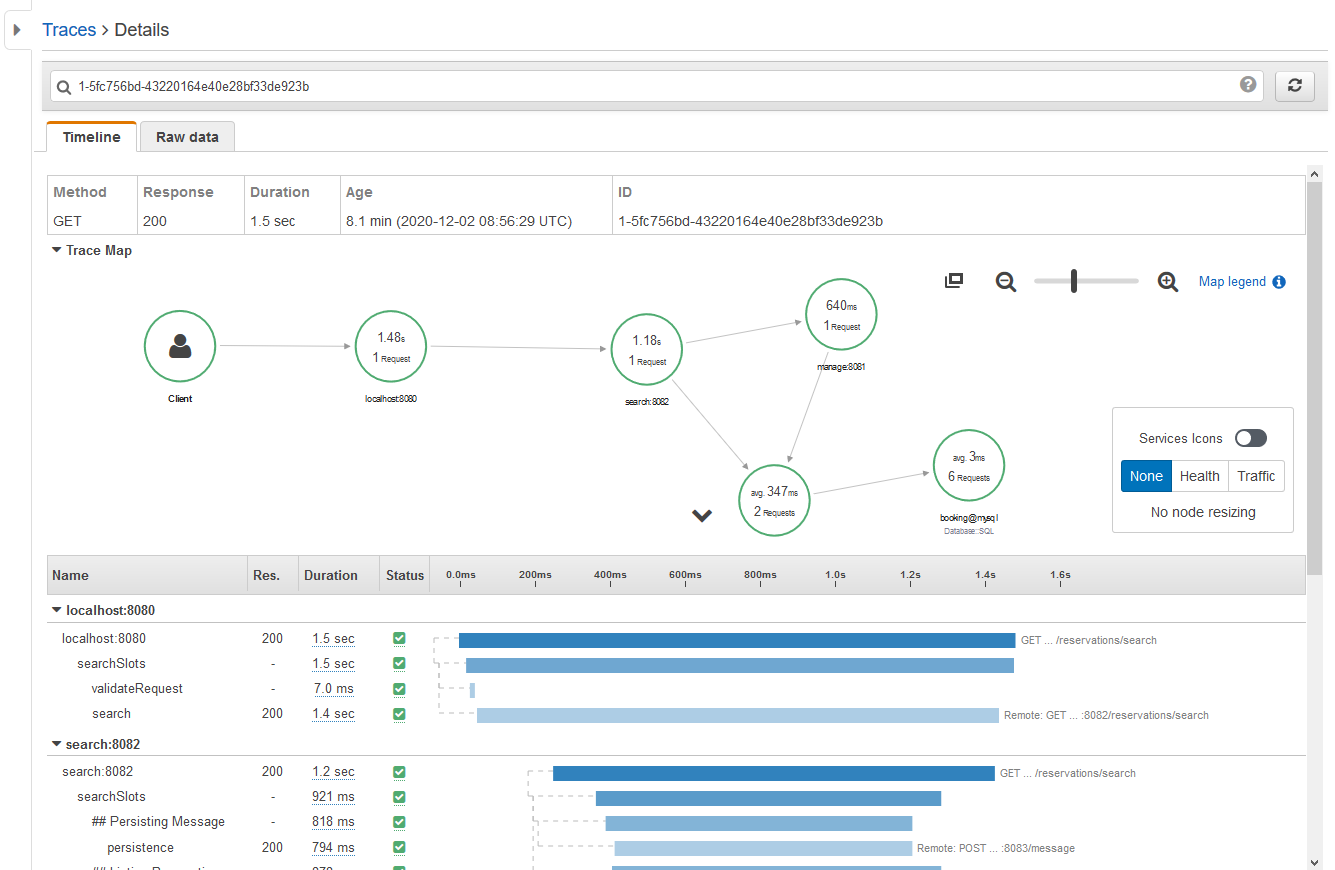 Traces > Details
1-5fc756bd-43220164e40e28bf33de923b
?
Timeline
Raw data
Method Response Duration Age ID
GET 200 1.5 sec 8.1 min (2020-12-02 08:56:29 UTC) 1-5fc756bd-43220164e40e28bf33de923b
Trace Map
Map legend i
640ms
1 Request
manage:8081
1.48s
1 Request
localhost:8080
Client
1.18s
1 Request
search:8082
avg. 347ms
2 Requests
avg. 3ms
6 Requests
booking@mysql
Database::SQL
Services Icons
None Health Traffic
No node resizing
Name Res. Duration Status 0.0ms 200ms 400ms 600ms 800ms 1.0s 1.2s 1.4s 1.6s
localhost:8080
localhost:8080 200 1.5 sec GET ... /reservations/search
searchSlots - 1.5 sec
validateRequest - 7.0 ms
search 200 1.4 sec Remote: GET ... :8082/reservations/search
search:8082
search:8082 200 1.2 sec GET ... /reservations/search
searchSlots - 921 ms
## Persisting Message - 818 ms
persistence 200 794 ms Remote: POST ... :8083/message